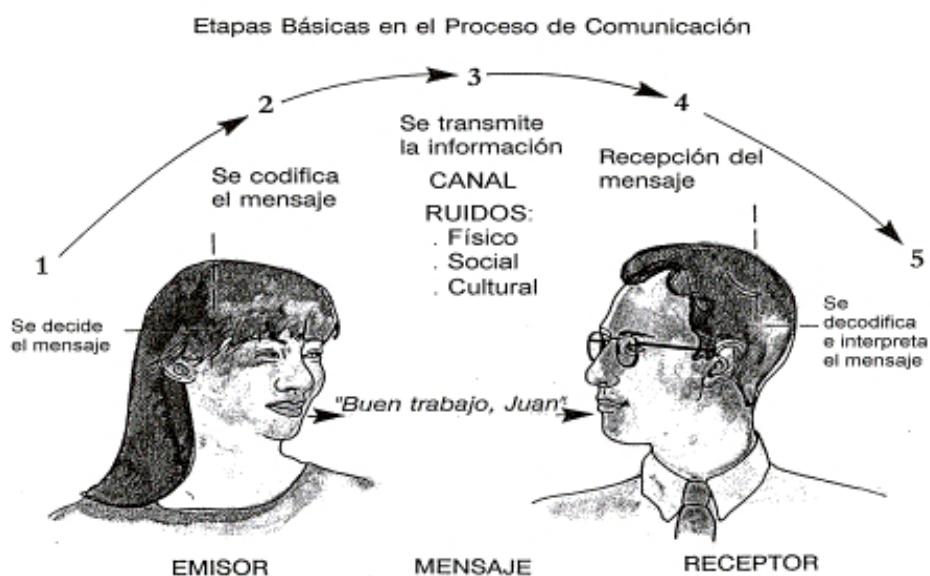 Etapas Básicas en el Proceso de Comunicación
1
2
3
4
5
Se decide
el mensaje
Se codifica
el mensaje
Se transmite
la información
CANAL
RUIDOS:
. Físico
. Social
. Cultural
Recepción del
mensaje
Se
decodifica
e interpreta
el mensaje
"Buen trabajo, Juan"
EMISOR
MENSAJE
RECEPTOR